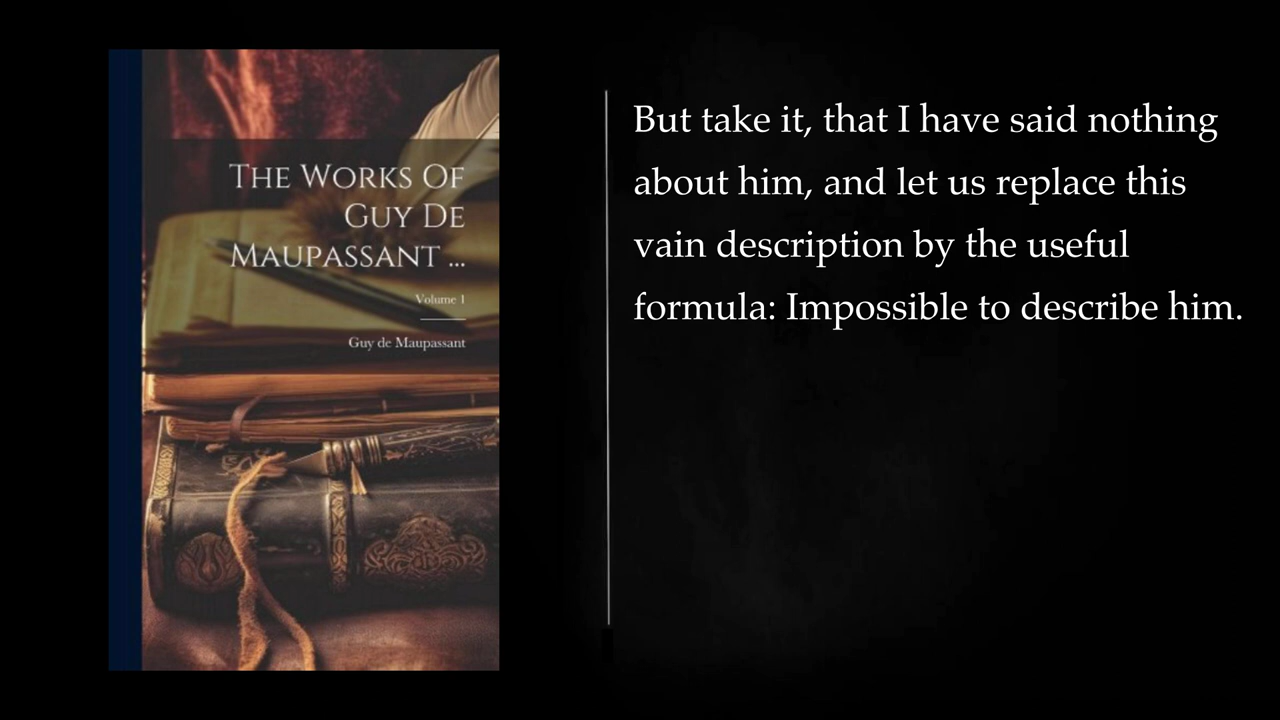 The Works Of
Guy De
Maupassant ...
Volume 1
Guy de Maupassant
But take it, that I have said nothing
about him, and let us replace this
vain description by the useful
formula: Impossible to describe him.